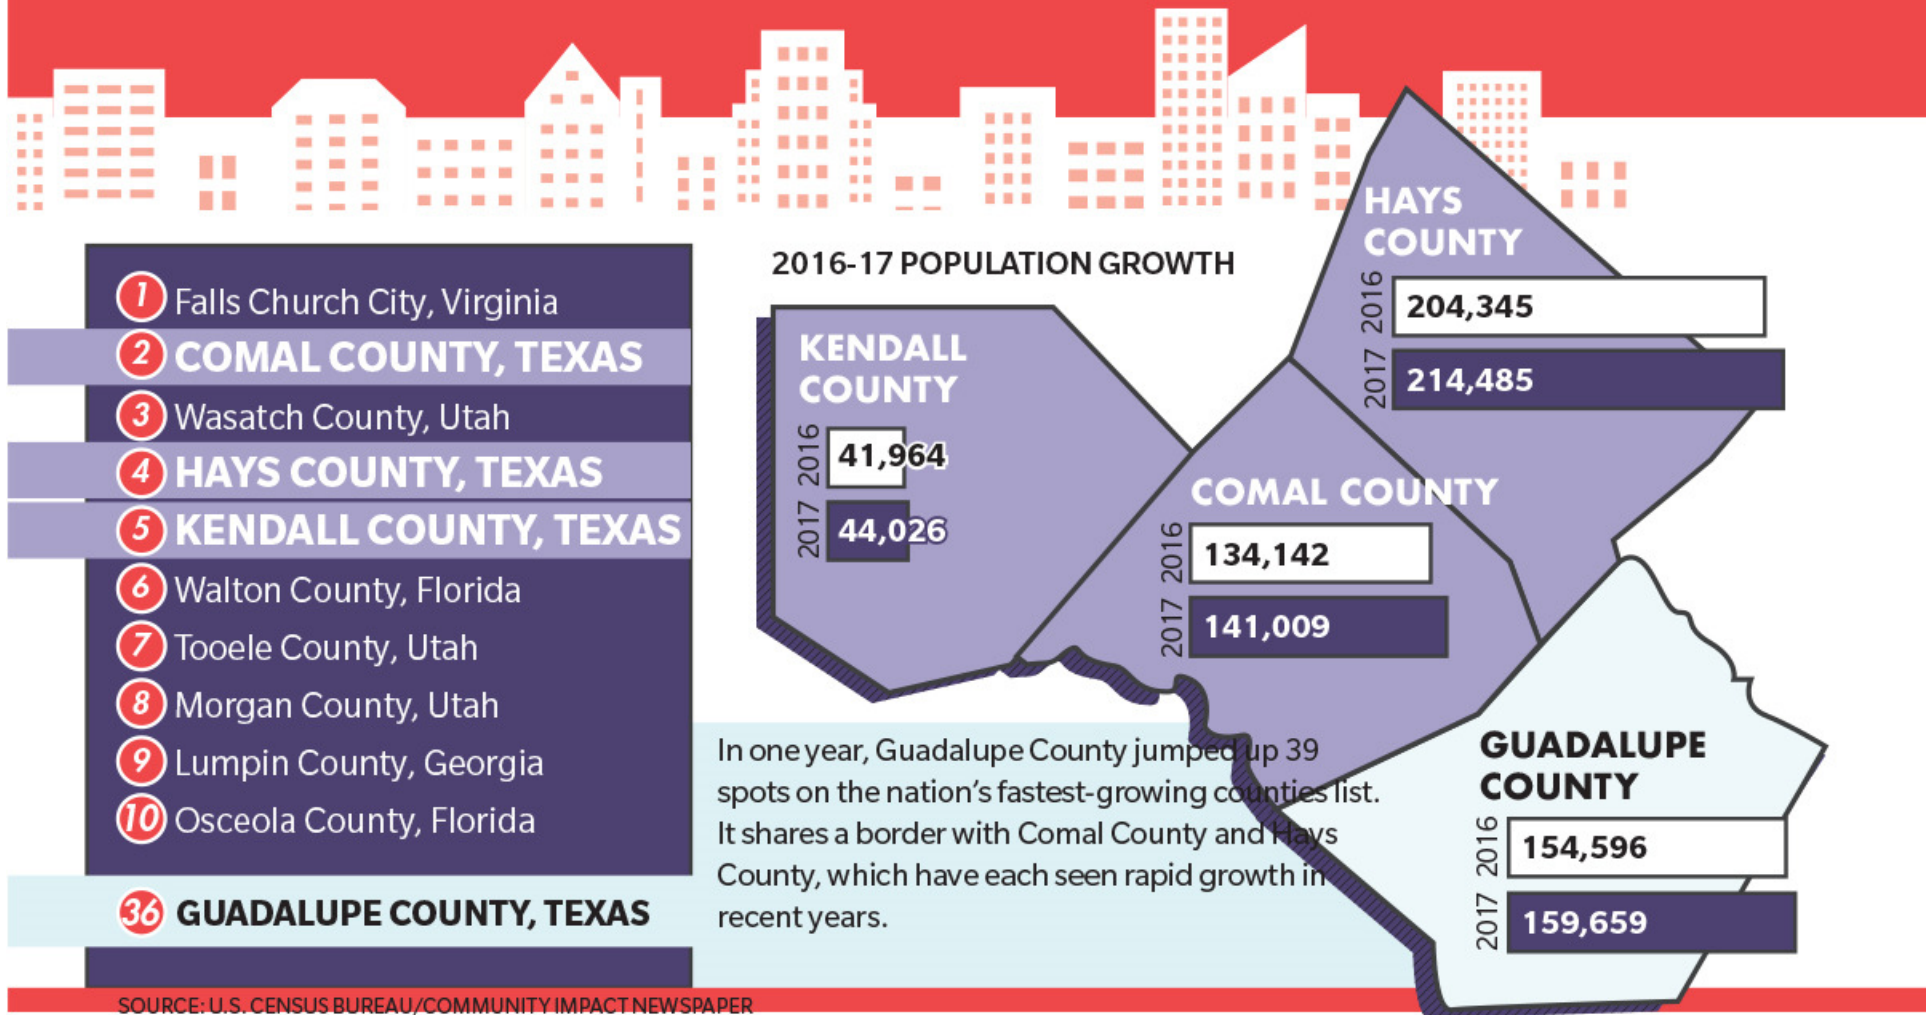 1 Falls Church City, Virginia
2 COMAL COUNTY, TEXAS
3 Wasatch County, Utah
4 HAYS COUNTY, TEXAS
5 KENDALL COUNTY, TEXAS
6 Walton County, Florida
7 Tooele County, Utah
8 Morgan County, Utah
9 Lumpin County, Georgia
10 Osceola County, Florida
36 GUADALUPE COUNTY, TEXAS
2016-17 POPULATION GROWTH
KENDALL
COUNTY
2016 41,964
2017 44,026
HAYS
COUNTY
2016 204,345
2017 214,485
COMAL COUNTY
2016 134,142
2017 141,009
GUADALUPE
COUNTY
2016 154,596
2017 159,659
In one year, Guadalupe County jumped up 39
spots on the nation's fastest-growing counties list.
It shares a border with Comal County and Hays
County, which have each seen rapid growth in
recent years.
SOURCE: U.S. CENSUS BUREAU/COMMUNITY IMPACT NEWSPAPER